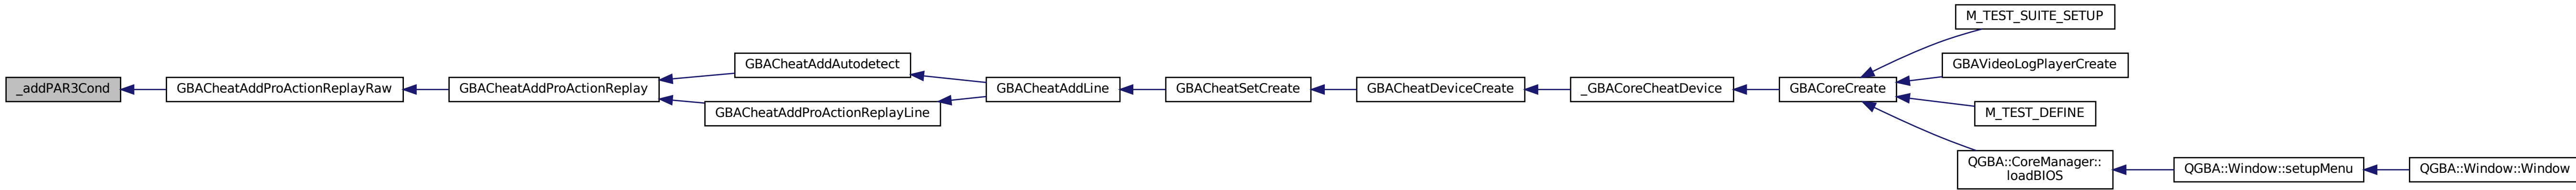 _addPAR3Cond
GBACheatAddProActionReplayRaw
GBACheatAddProActionReplay
GBACheatAddAutodetect
GBACheatAddProActionReplayLine
GBACheatAddLine
GBACheatSetCreate
GBACheatDeviceCreate
_GBACoreCheatDevice
GBACoreCreate
M_TEST_SUITE_SETUP
GBAVideoLogPlayerCreate
M_TEST_DEFINE
QGBA::CoreManager::
loadBIOS
QGBA::Window::setupMenu
QGBA::Window::Window